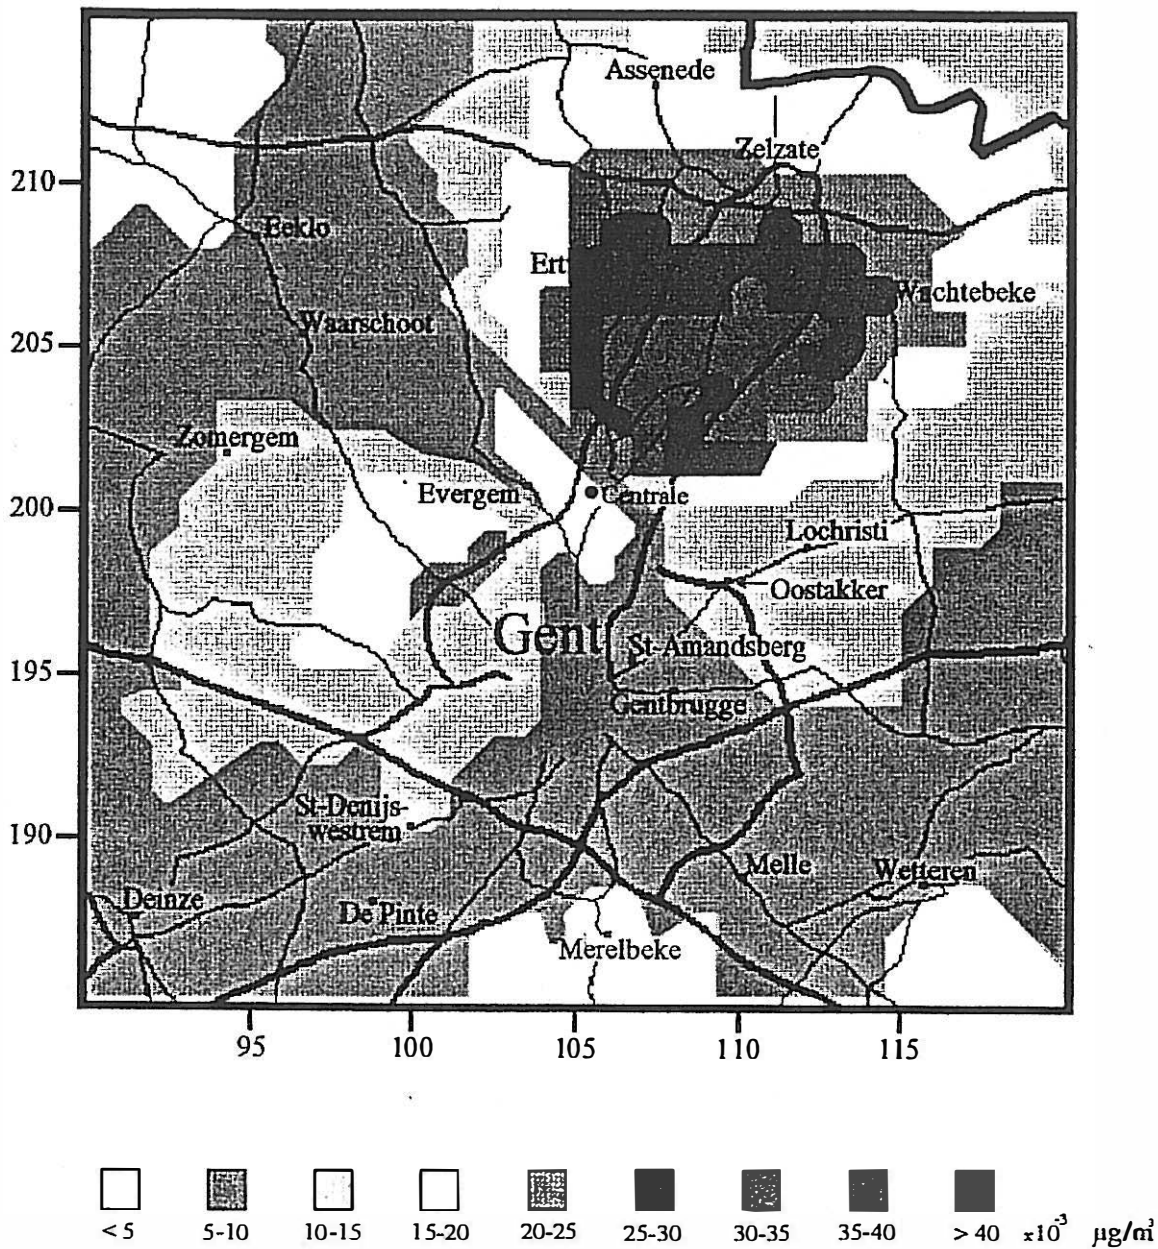 Assenede
Zelzate
210
Eeklo
Ert
Wachtebeke
Waarschoot
205
Zomergem
Evergem
Centrale
200
Lochristi
Oostakker
Gent
St-Amandsberg
195
Gentbrugge
St-Denijs-
westrem
190
Melle
Wetteren
Deinze
De Pinte
Merelbeke
95 100 105 110 115
< 5 5-10 10-15 15-20 20-25 25-30 30-35 35-40 > 40 x10⁻³ µg/m³